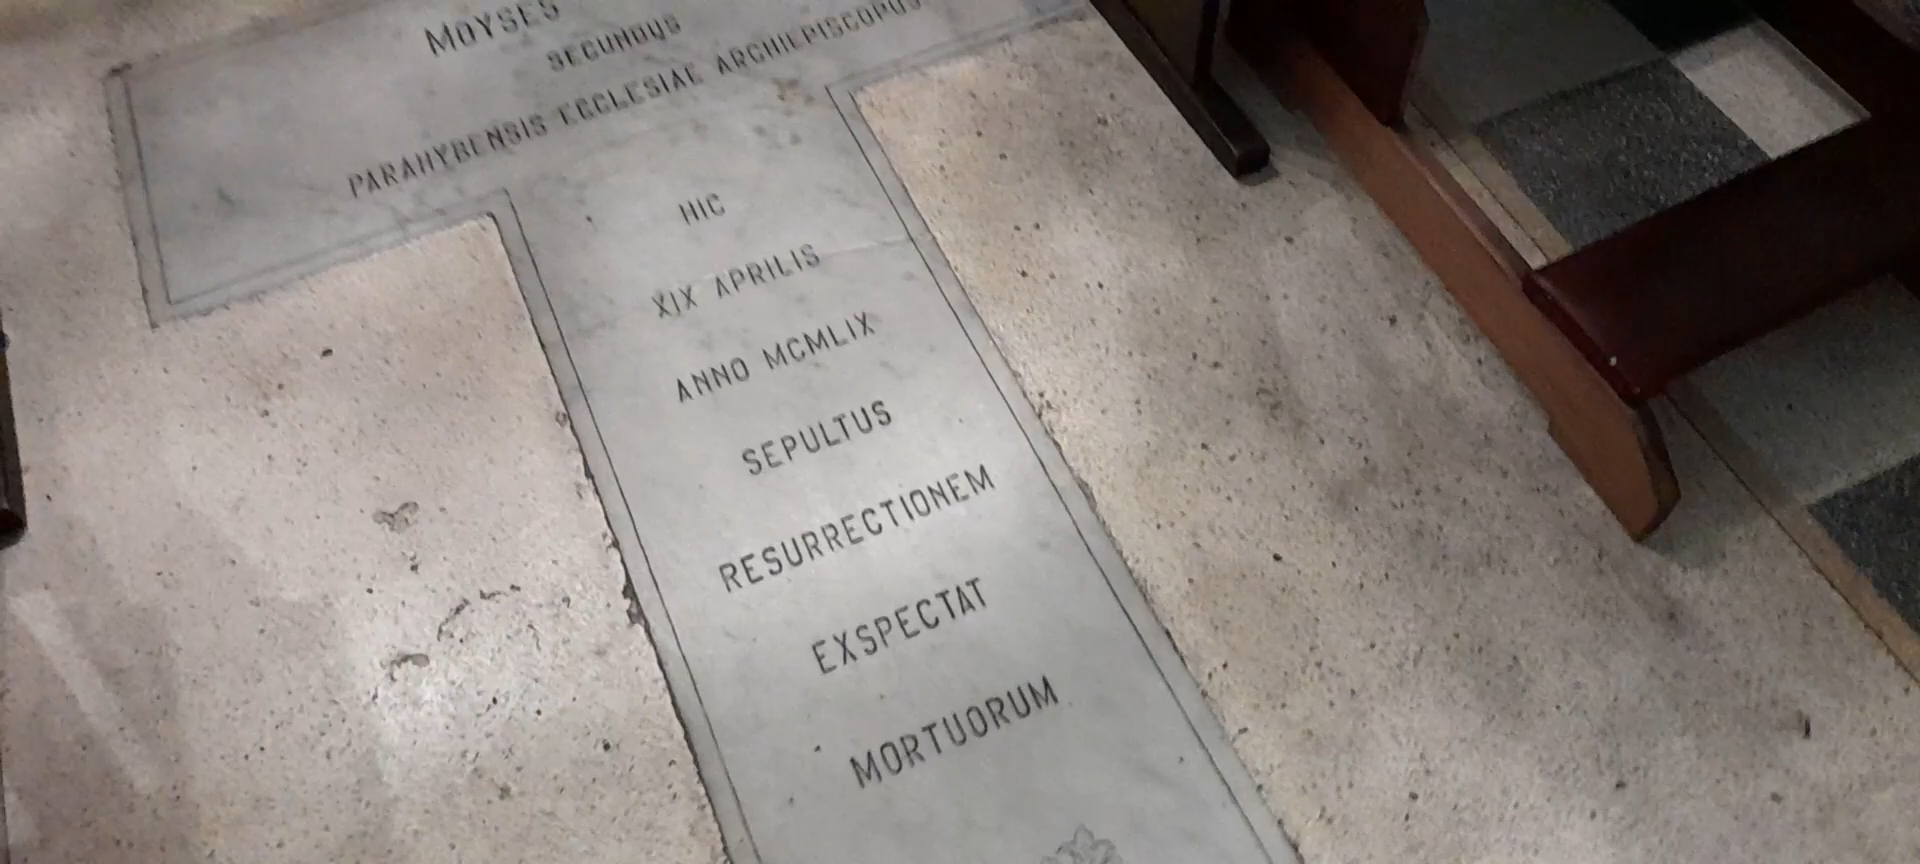 MOYSES
SECUNDUS
PARAHYBENSIS ECCLESIAE ARCHIEPISCOPUS
HIC
XIX APRILIS
ANNO MCMLIX
SEPULTUS
RESURRECTIONEM
EXSPECTAT
MORTUORUM